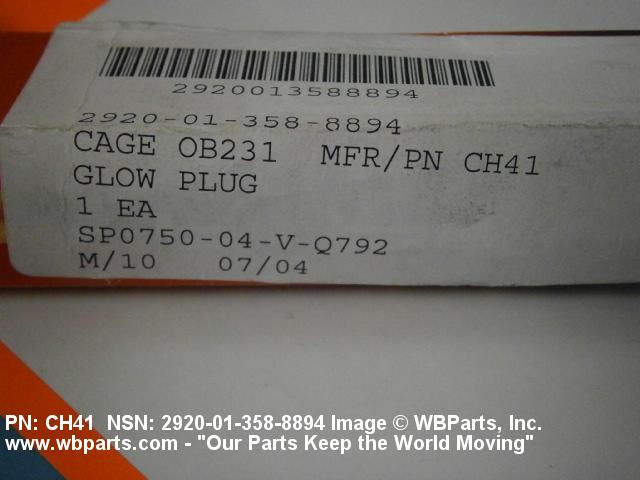 2920013588894
2920-01-358-8894
CAGE OB231 MFR/PN CH41
GLOW PLUG
1 EA
SP0750-04-V-Q792
M/10 07/04
PN: CH41 NSN: 2920-01-358-8894 Image © WBParts, Inc.
www.wbparts.com - "Our Parts Keep the World Moving"